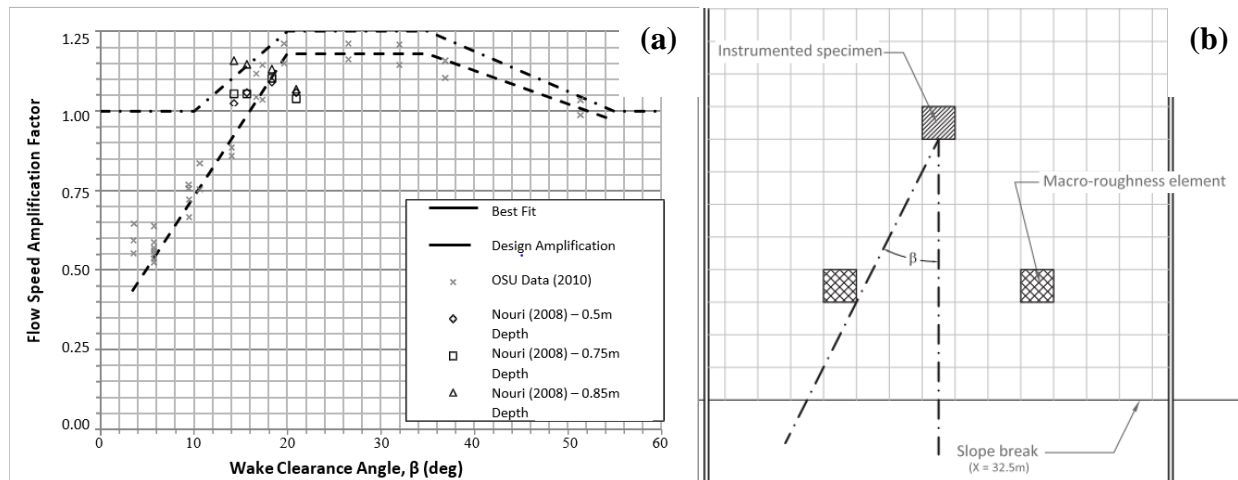 (a)
1.25
1.00
0.75
0.50
0.25
0.00
Flow Speed Amplification Factor
Best Fit
Design Amplification
OSU Data (2010)
Nouri (2008) – 0.5m
Depth
Nouri (2008) – 0.75m
Depth
Nouri (2008) – 0.85m
Depth
0 10 20 30 40 50 60
Wake Clearance Angle, β (deg)
(b)
Instrumented specimen
Macro-roughness element
β
Slope break
(X = 32.5m)